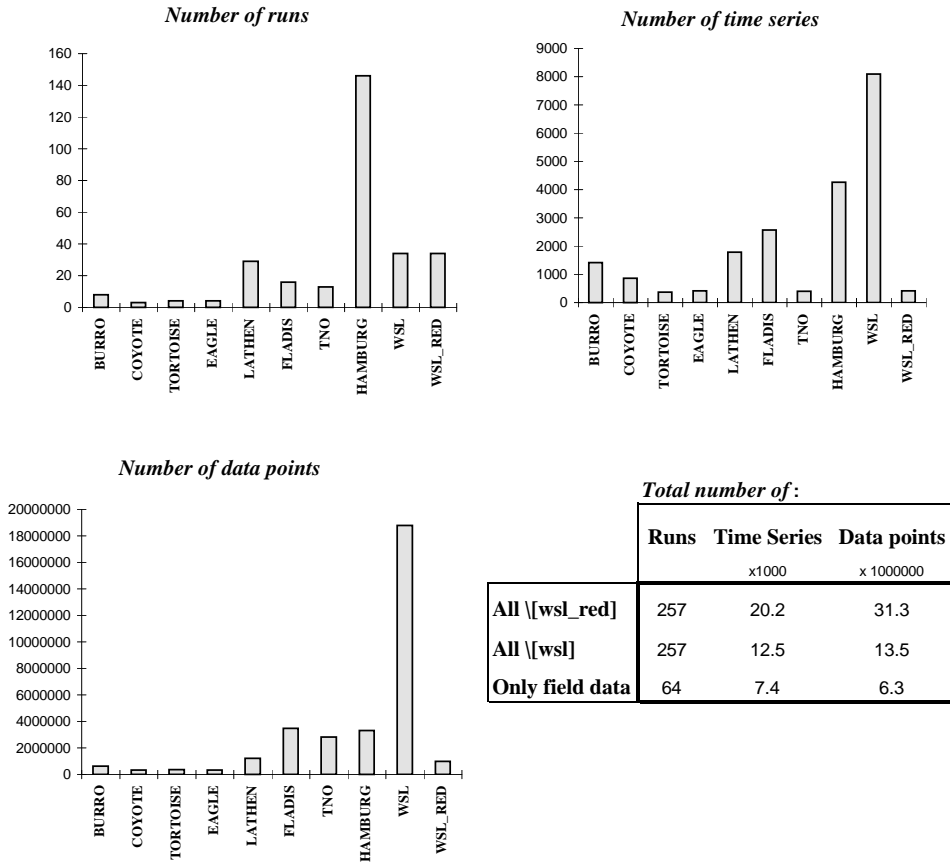 Number of runs
160
140
120
100
80
60
40
20
0
BURRO
COYOTE
TORTOISE
EAGLE
LATHEN
FLADIS
TNO
HAMBURG
WSL
WSL_RED
Number of time series
9000
8000
7000
6000
5000
4000
3000
2000
1000
0
BURRO
COYOTE
TORTOISE
EAGLE
LATHEN
FLADIS
TNO
HAMBURG
WSL
WSL_RED
Number of data points
20000000
18000000
16000000
14000000
12000000
10000000
8000000
6000000
4000000
2000000
0
BURRO
COYOTE
TORTOISE
EAGLE
LATHEN
FLADIS
TNO
HAMBURG
WSL
WSL_RED
Total number of:
Runs Time Series Data points
x1000 x 1000000
All \[wsl_red] 257 20.2 31.3
All \[wsl] 257 12.5 13.5
Only field data 64 7.4 6.3